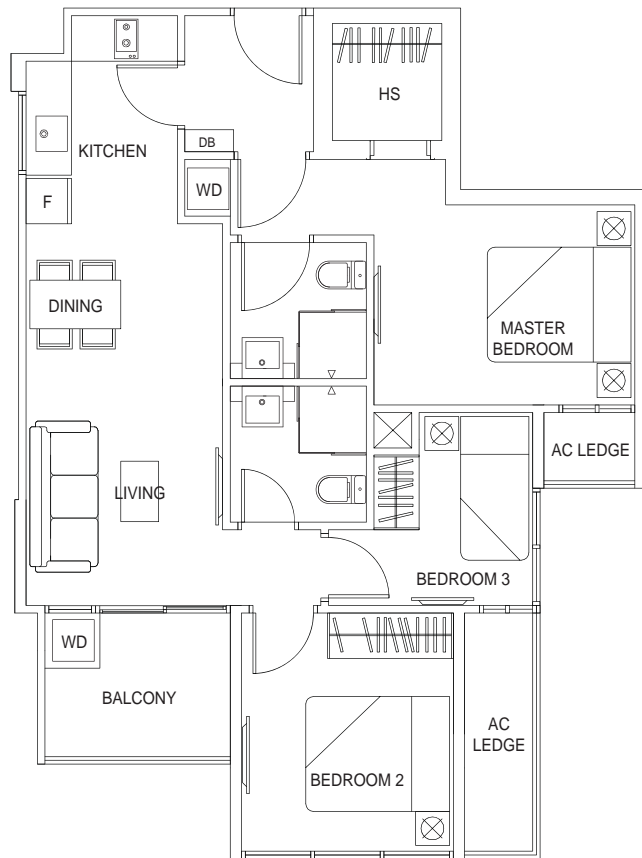 HS
DB
KITCHEN
WD
F
DINING
MASTER
BEDROOM
AC LEDGE
LIVING
BEDROOM 3
WD
BALCONY
AC
LEDGE
BEDROOM 2